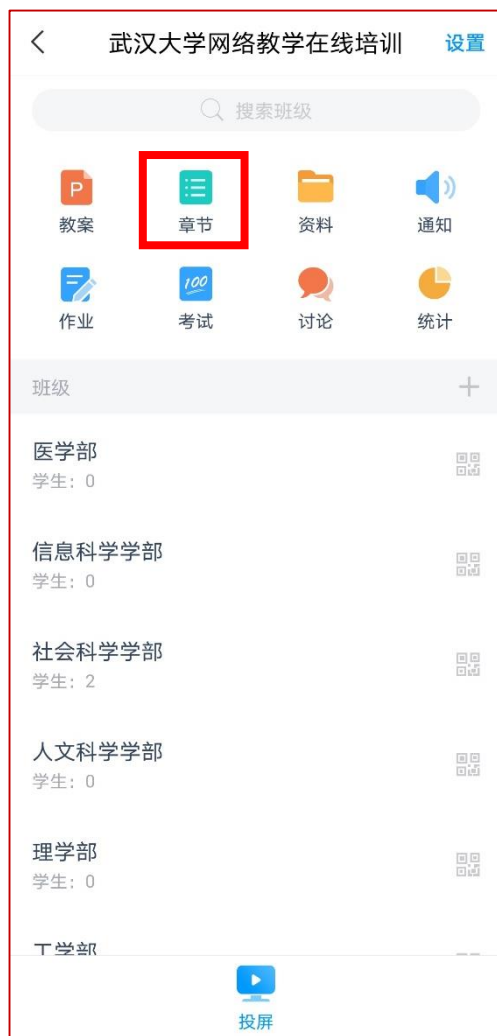 武汉大学网络教学在线培训 设置
搜索班级
P
教案 章节 资料 通知
100
作业 考试 讨论 统计
班级
医学部
学生: 0
信息科学学部
学生: 0
社会科学学部
学生: 2
人文科学学部
学生: 0
理学部
学生: 0
工学部
投屏